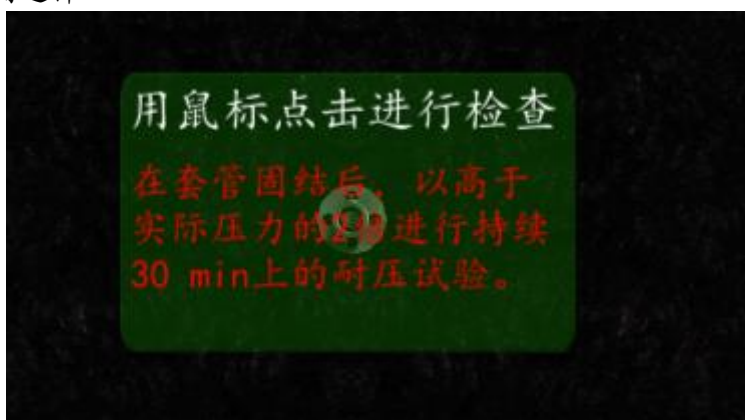 用鼠标点击进行检查
在套管固结后，以高于
实际压力的2倍进行持续
30 min上的耐压试验。